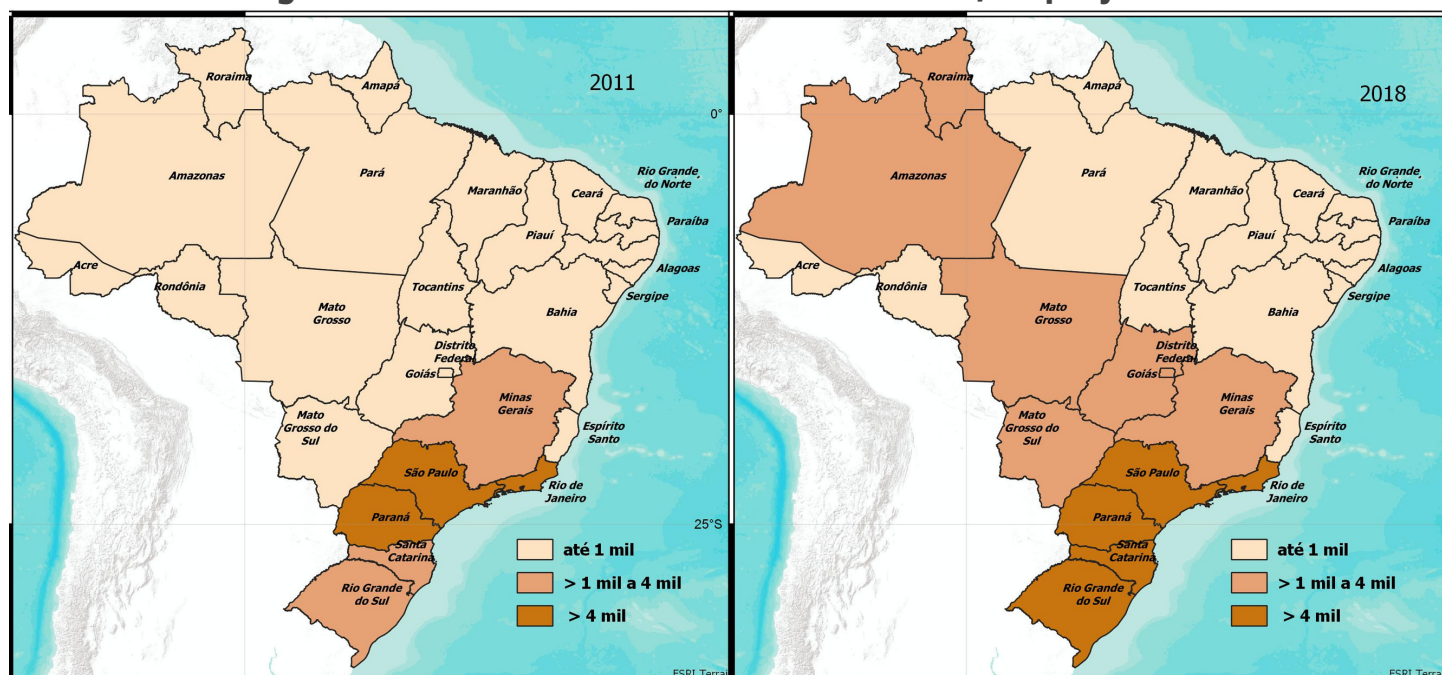 2011
Roraima
Amapá
Amazonas
Pará
Maranhão
Ceará
Rio Grande
do Norte
Paraíba
Piauí
Acre
Rondônia
Tocantins
Alagoas
Sergipe
Mato
Grosso
Bahia
Distrito
Federal
Goiás
Minas
Gerais
Mato
Grosso do
Sul
Espírito
Santo
São Paulo
Rio de
Janeiro
Paraná
Santa
Catarina
Rio Grande
do Sul
até 1 mil
> 1 mil a 4 mil
> 4 mil
0°
25°S
2018
Roraima
Amapá
Amazonas
Pará
Maranhão
Ceará
Rio Grande
do Norte
Paraíba
Piauí
Acre
Rondônia
Tocantins
Alagoas
Sergipe
Mato
Grosso
Bahia
Distrito
Federal
Goiás
Minas
Gerais
Mato
Grosso do
Sul
Espírito
Santo
São Paulo
Rio de
Janeiro
Paraná
Santa
Catarina
Rio Grande
do Sul
até 1 mil
> 1 mil a 4 mil
> 4 mil